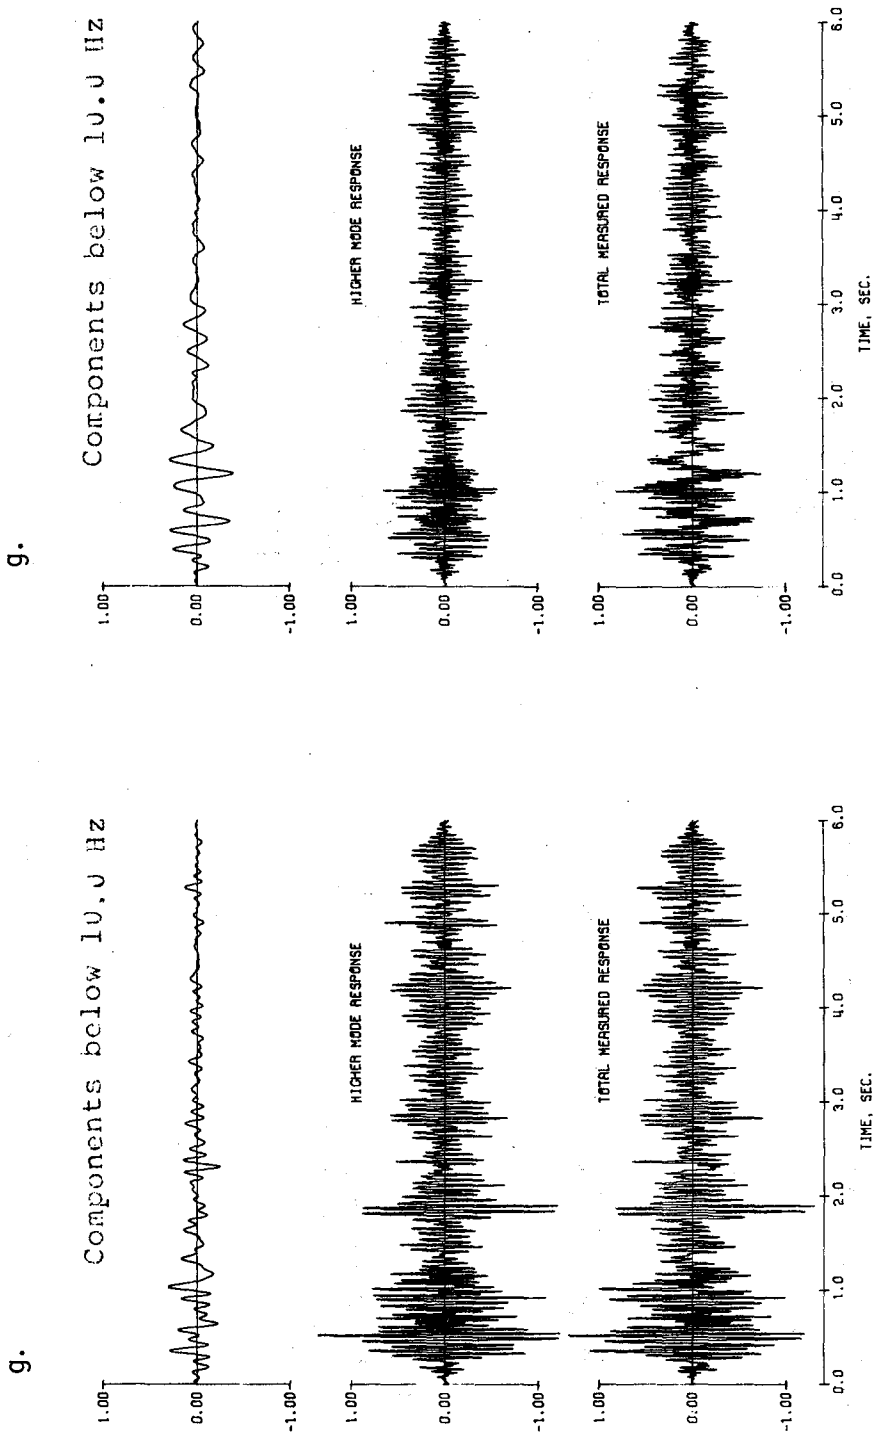 g.
Components below 10.0 Hz
1.00
0.00
-1.00
HIGHER MODE RESPONSE
1.00
0.00
-1.00
TOTAL MEASURED RESPONSE
1.00
0.00
-1.00
0.0 1.0 2.0 3.0 4.0 5.0 6.0
TIME, SEC.
g.
Components below 10.0 Hz
1.00
0.00
-1.00
HIGHER MODE RESPONSE
1.00
0.00
-1.00
TOTAL MEASURED RESPONSE
1.00
0.00
-1.00
0.0 1.0 2.0 3.0 4.0 5.0 6.0
TIME, SEC.